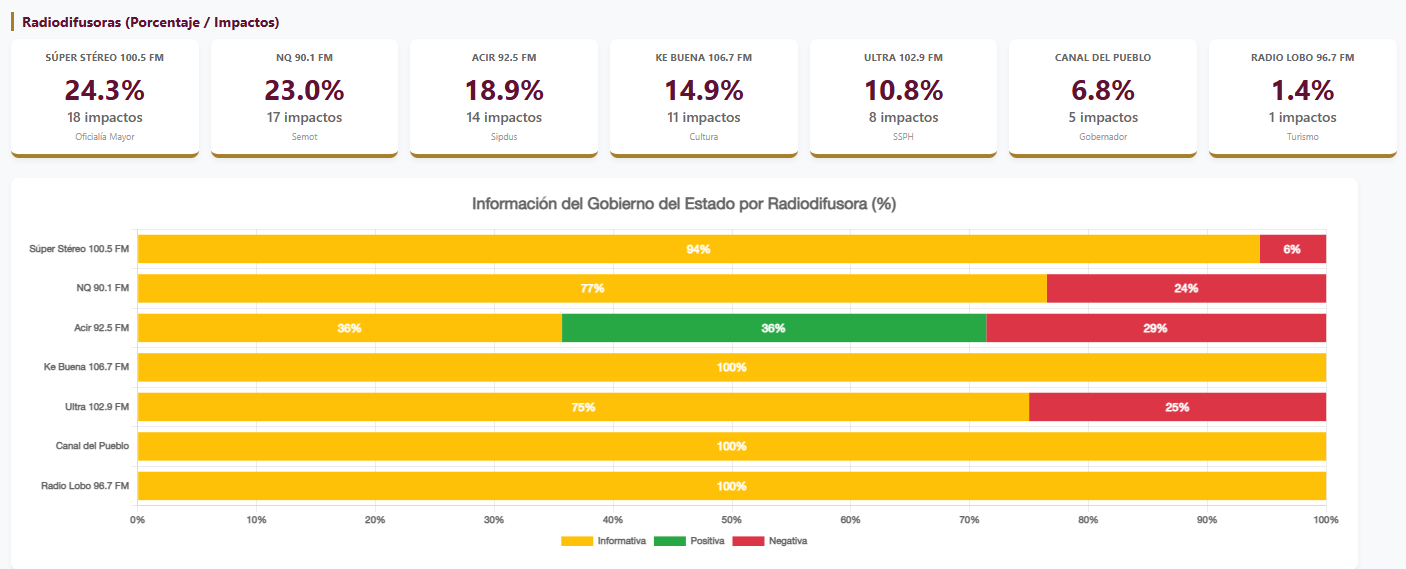 Radiodifusoras (Porcentaje / Impactos)
SÚPER STÉREO 100.5 FM
24.3%
18 impactos
Oficialía Mayor
NQ 90.1 FM
23.0%
17 impactos
Semot
ACIR 92.5 FM
18.9%
14 impactos
Sipdus
KE BUENA 106.7 FM
14.9%
11 impactos
Cultura
ULTRA 102.9 FM
10.8%
8 impactos
SSPH
CANAL DEL PUEBLO
6.8%
5 impactos
Gobernador
RADIO LOBO 96.7 FM
1.4%
1 impactos
Turismo
Información del Gobierno del Estado por Radiodifusora (%)
Súper Stéreo 100.5 FM 94% 6%
NQ 90.1 FM 77% 24%
Acir 92.5 FM 36% 36% 29%
Ke Buena 106.7 FM 100%
Ultra 102.9 FM 75% 25%
Canal del Pueblo 100%
Radio Lobo 96.7 FM 100%
0% 10% 20% 30% 40% 50% 60% 70% 80% 90% 100%
Informativa Positiva Negativa